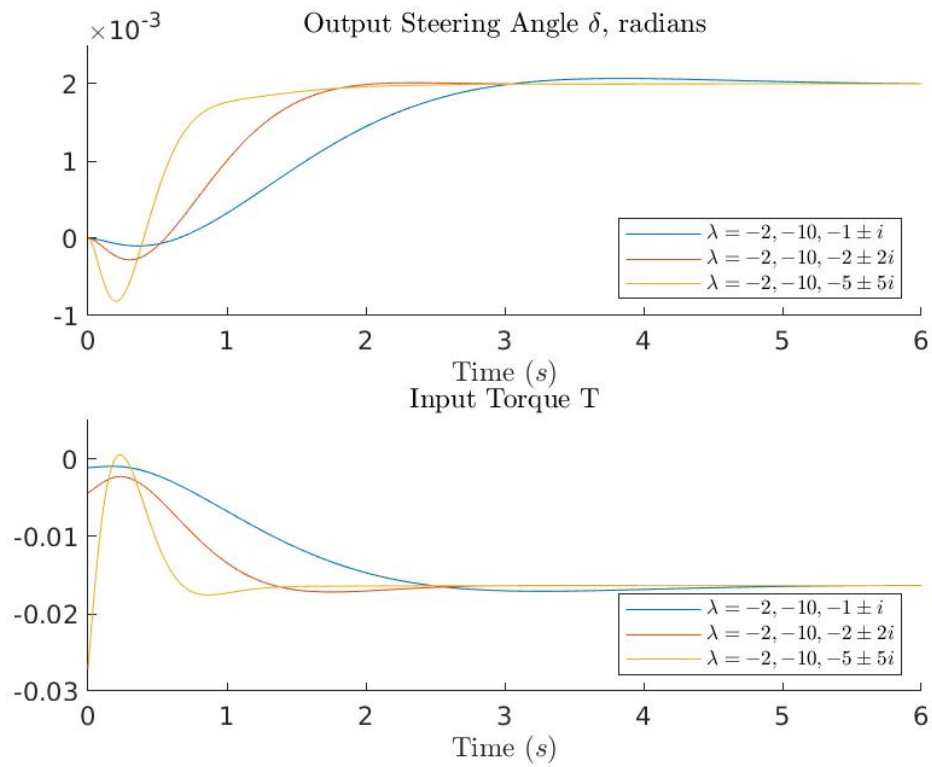 ×10⁻³
Output Steering Angle δ, radians
2
1
0
-1
0 1 2 3 4 5 6
Time (s)
λ = −2, −10, −1 ± i
λ = −2, −10, −2 ± 2i
λ = −2, −10, −5 ± 5i
Input Torque T
0
-0.01
-0.02
-0.03
0 1 2 3 4 5 6
Time (s)
λ = −2, −10, −1 ± i
λ = −2, −10, −2 ± 2i
λ = −2, −10, −5 ± 5i